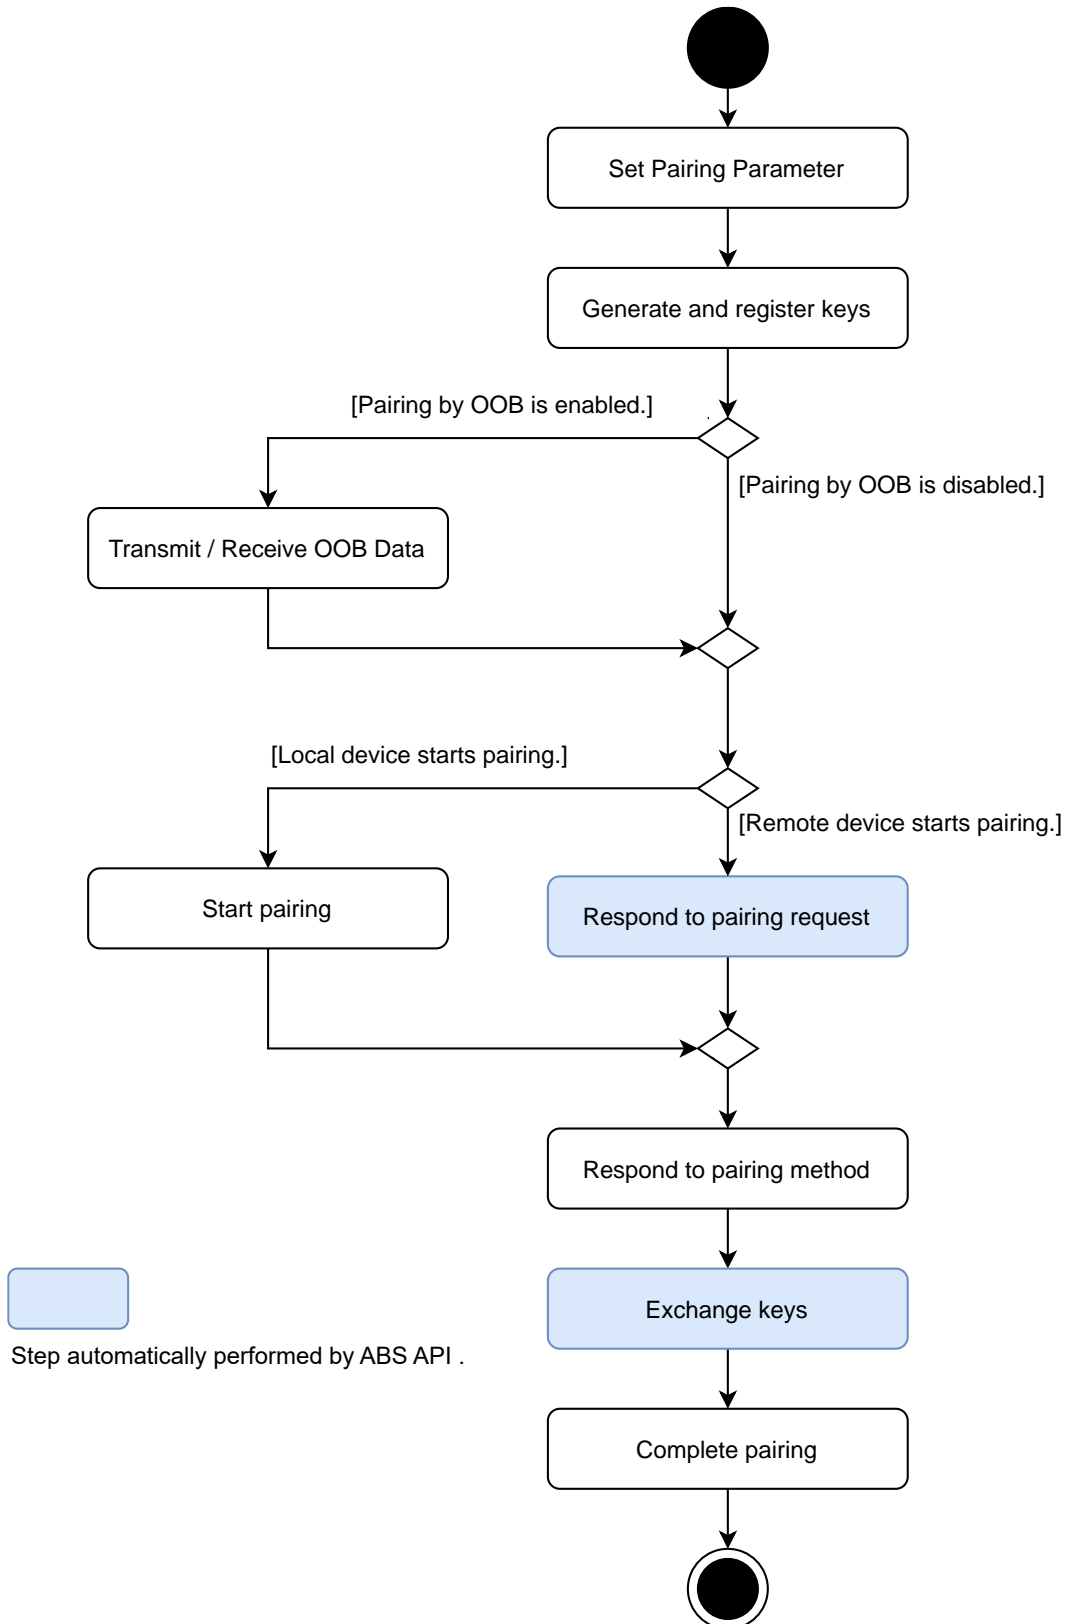 Set Pairing Parameter
Generate and register keys
[Pairing by OOB is enabled.]
[Pairing by OOB is disabled.]
Transmit / Receive OOB Data
[Local device starts pairing.]
[Remote device starts pairing.]
Start pairing
Respond to pairing request
Respond to pairing method
Exchange keys
Step automatically performed by ABS API .
Complete pairing